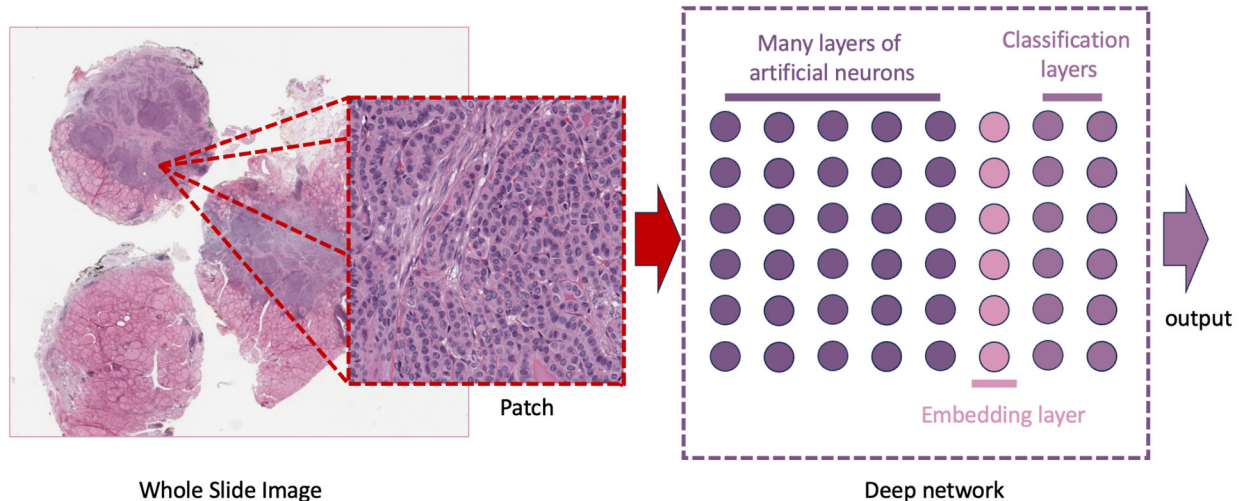 Many layers of
artificial neurons
Classification
layers
Patch
Embedding layer
output
Whole Slide Image
Deep network